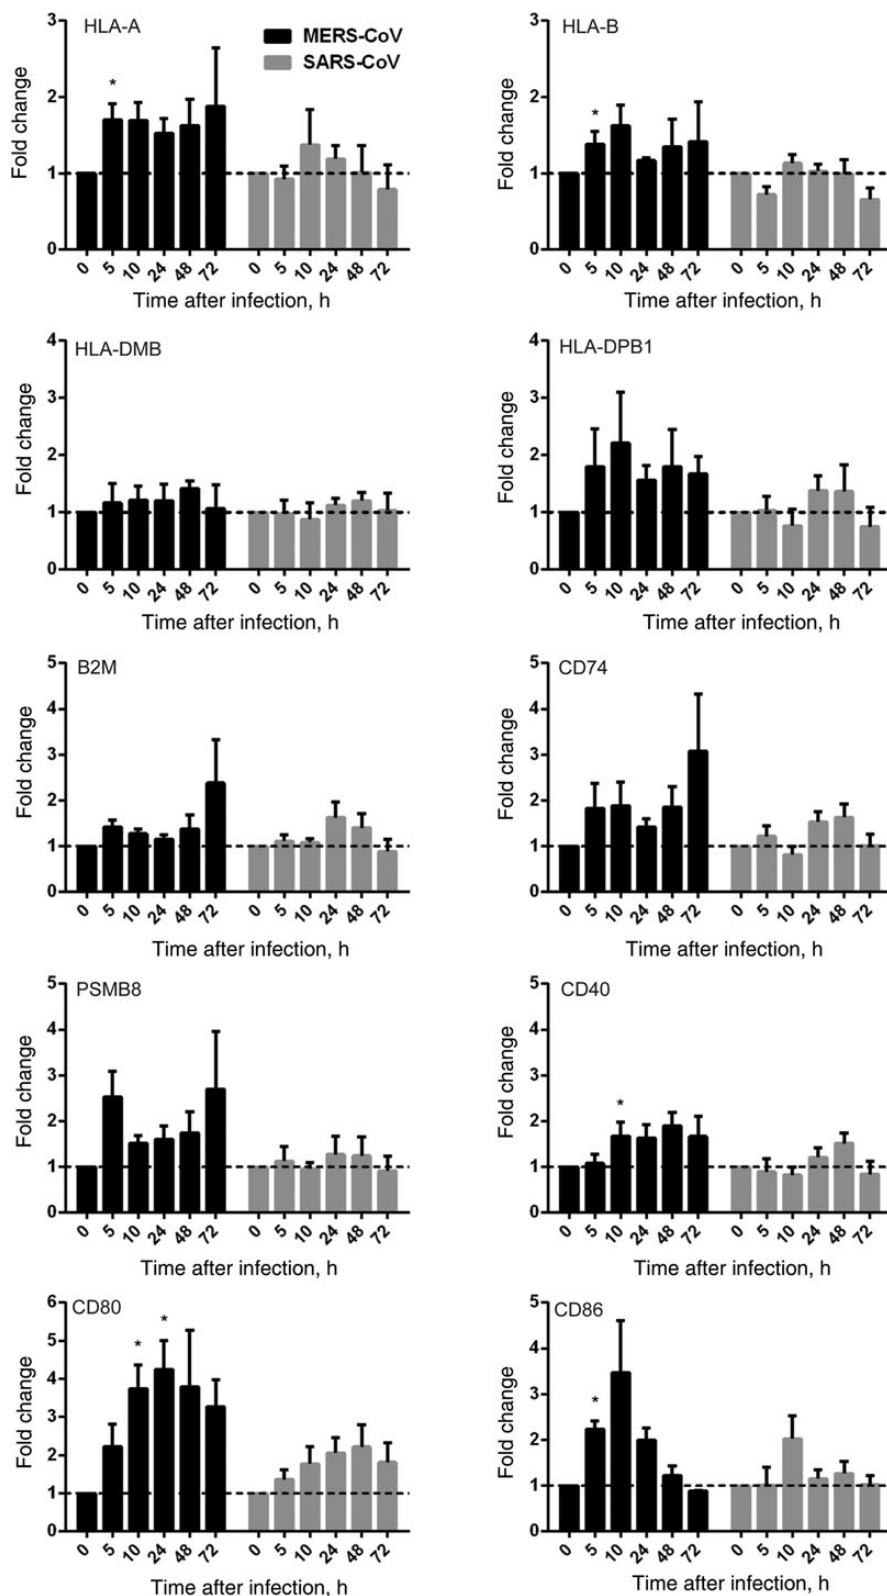 HLA-A
MERS-CoV
SARS-CoV
Fold change
3
2
1
0
0 5 10 24 48 72 0 5 10 24 48 72
Time after infection, h
HLA-B
Fold change
3
2
1
0
0 5 10 24 48 72 0 5 10 24 48 72
Time after infection, h
HLA-DMB
Fold change
4
3
2
1
0
0 5 10 24 48 72 0 5 10 24 48 72
Time after infection, h
HLA-DPB1
Fold change
4
3
2
1
0
0 5 10 24 48 72 0 5 10 24 48 72
Time after infection, h
B2M
Fold change
5
4
3
2
1
0
0 5 10 24 48 72 0 5 10 24 48 72
Time after infection, h
CD74
Fold change
5
4
3
2
1
0
0 5 10 24 48 72 0 5 10 24 48 72
Time after infection, h
PSMB8
Fold change
5
4
3
2
1
0
0 5 10 24 48 72 0 5 10 24 48 72
Time after infection, h
CD40
Fold change
5
4
3
2
1
0
0 5 10 24 48 72 0 5 10 24 48 72
Time after infection, h
CD80
Fold change
6
5
4
3
2
1
0
0 5 10 24 48 72 0 5 10 24 48 72
Time after infection, h
CD86
Fold change
5
4
3
2
1
0
0 5 10 24 48 72 0 5 10 24 48 72
Time after infection, h